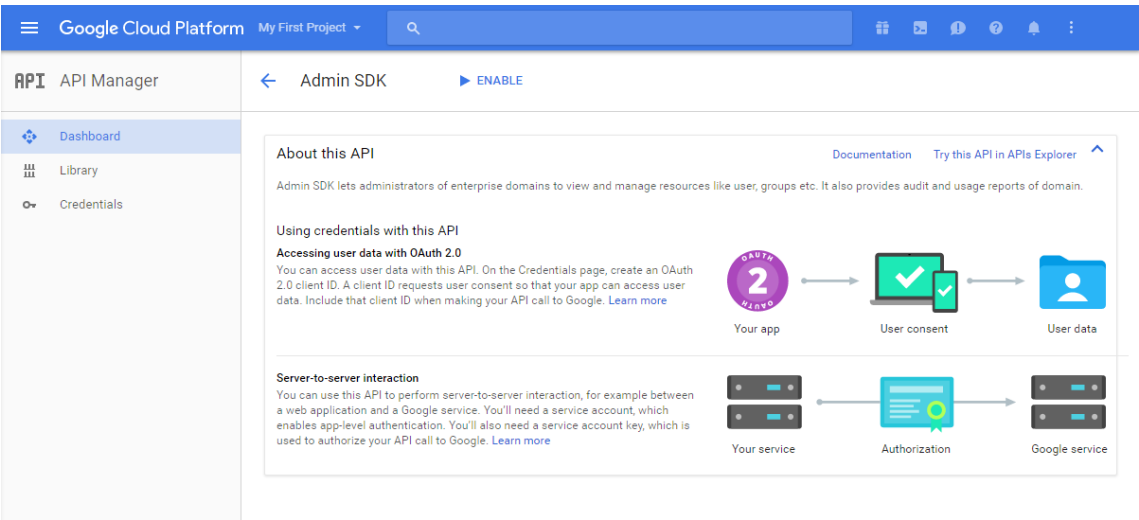 Google Cloud Platform My First Project
API API Manager
Admin SDK ENABLE
Dashboard
Library
Credentials
About this API Documentation Try this API in APIs Explorer
Admin SDK lets administrators of enterprise domains to view and manage resources like user, groups etc. It also provides audit and usage reports of domain.
Using credentials with this API
Accessing user data with OAuth 2.0
You can access user data with this API. On the Credentials page, create an OAuth
2.0 client ID. A client ID requests user consent so that your app can access user
data. Include that client ID when making your API call to Google. Learn more
OAUTH
2
OAUTH
Your app User consent User data
Server-to-server interaction
You can use this API to perform server-to-server interaction, for example between
a web application and a Google service. You'll need a service account, which
enables app-level authentication. You'll also need a service account key, which is
used to authorize your API call to Google. Learn more
Your service Authorization Google service